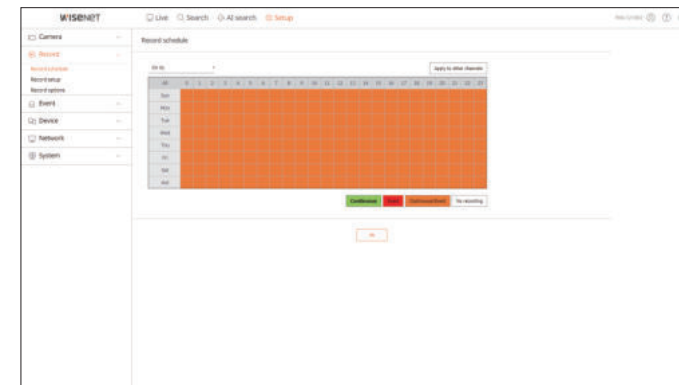 WISENET
Live Search AI search Setup
Camera
Record
Record schedule
Record setup
Record options
Event
Device
Network
System
Record schedule
Apply to other channels
All 0 1 2 3 4 5 6 7 8 9 10 11 12 13 14 15 16 17 18 19 20 21 22 23
Sun
Mon
Tue
Wed
Thu
Fri
Sat
Continuous Event Continuous/Event No recording